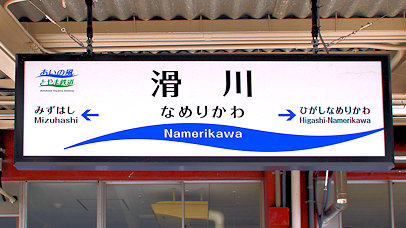 あいの風
とやま鉄道
滑川
なめりかわ
みずはし
Mizuhashi
ひがしなめりかわ
Higashi-Namerikawa
Namerikawa